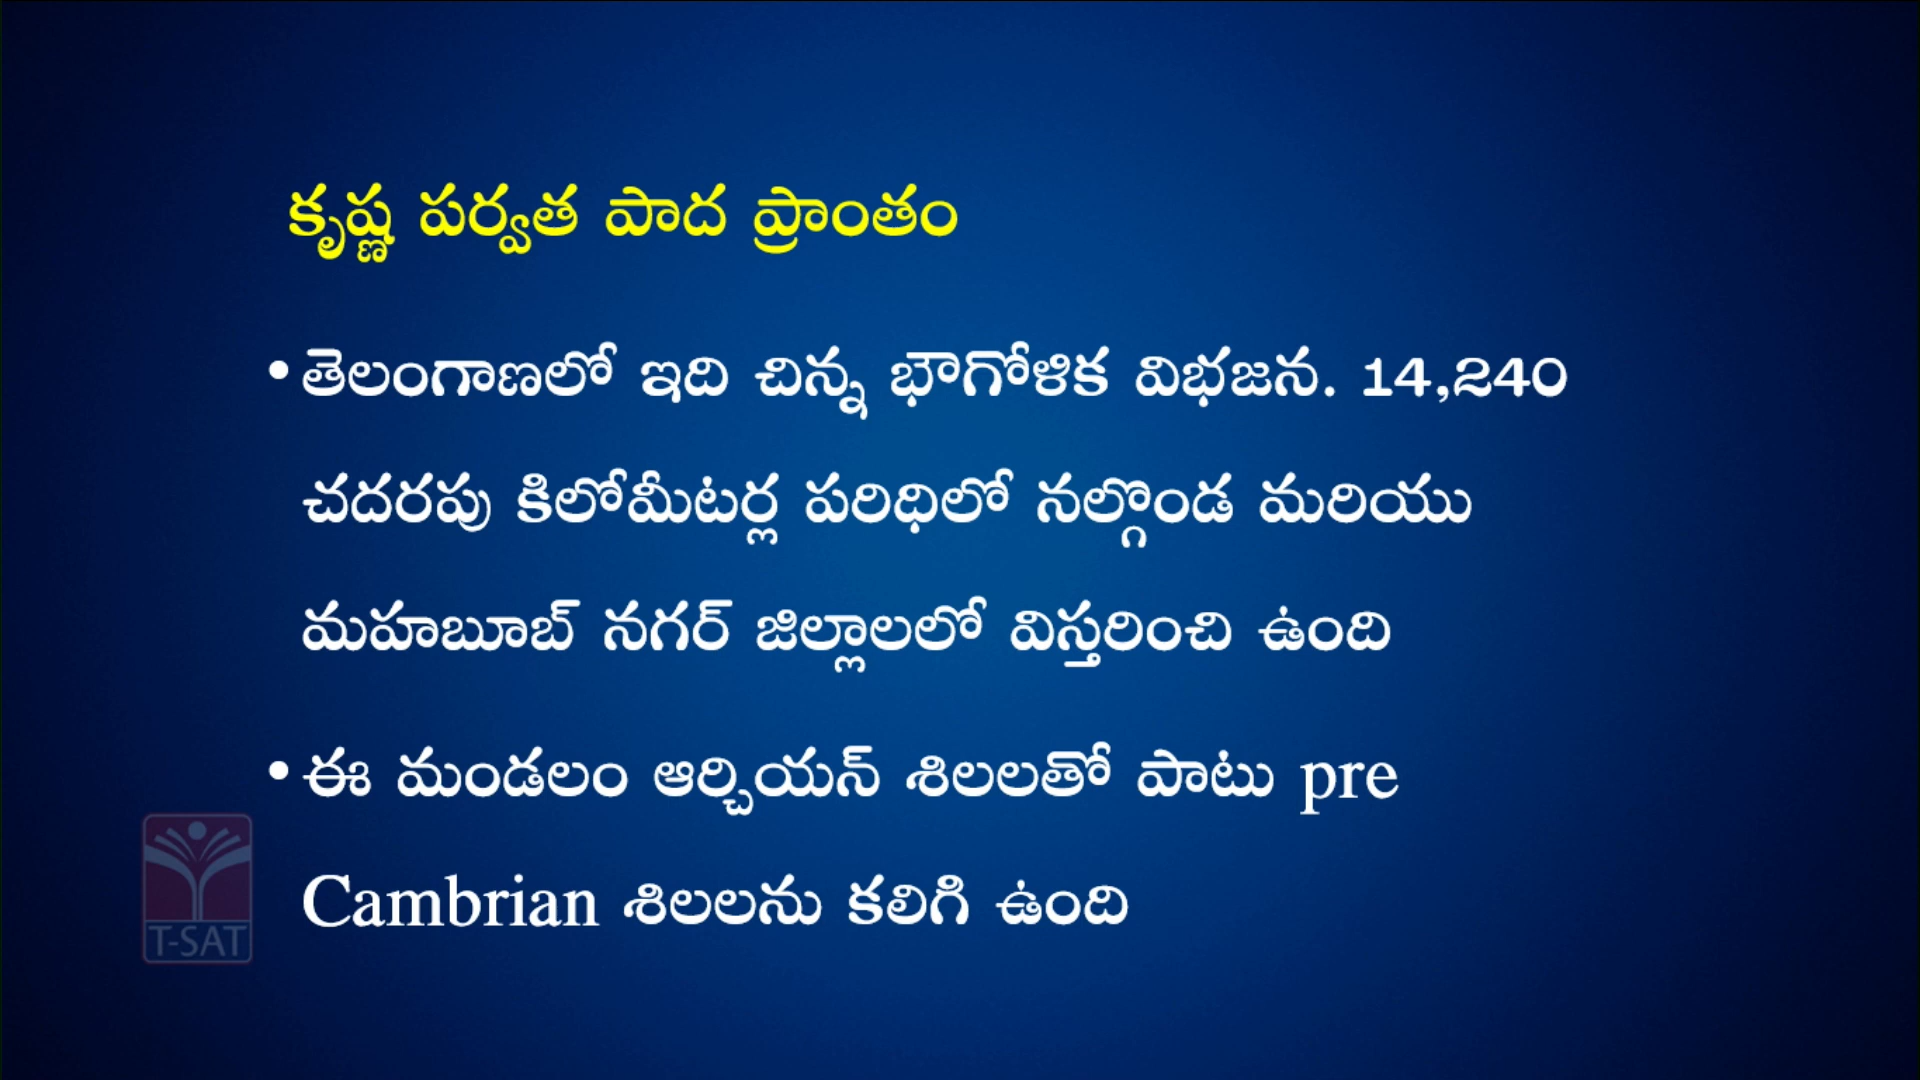 కృష్ణ పర్వత పాద ప్రాంతం
• తెలంగాణలో ఇది చిన్న భౌగోళిక విభజన. 14,240
చదరపు కిలోమీటర్ల పరిధిలో నల్గొండ మరియు
మహబూబ్ నగర్ జిల్లాలలో విస్తరించి ఉంది
• ఈ మండలం ఆర్చియన్ శిలలతో పాటు pre
Cambrian శిలలను కలిగి ఉంది
T-SAT